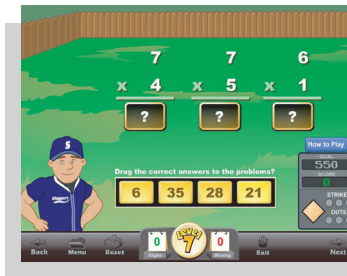 7 7 6
x 4 x 5 x 1
? ? ?
How to Play
GOAL
550
SCORE
0
STRIKE
OUTS
S
Sluggers
Drag the correct answers to the problems?
6 35 28 21
Back Menu Reset
0
Right
LEVEL
7
0
Wrong
Exit Next